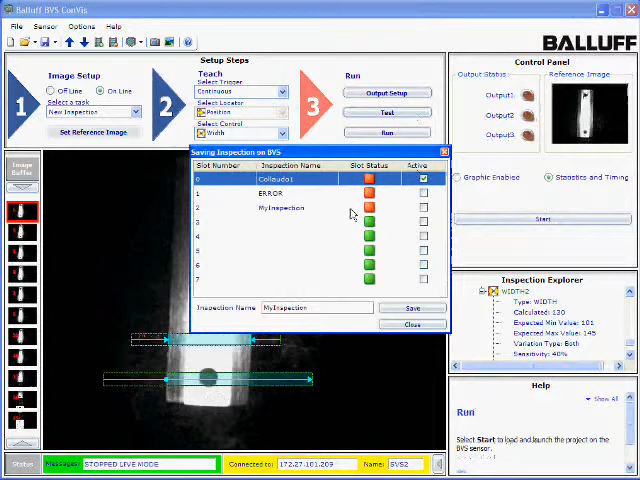 Balluff BVS ConVis
File Sensor Options Help
BALLUFF
Setup Steps
1
Image Setup
Off Line On Line
Select a task
New Inspection
Set Reference Image
2
Teach
Select Trigger
Continuous
Select Locator
Position
Select Control
Width
3
Run
Output Setup
Test
Run
Control Panel
Output Status
Output1
Output2
Output3
Reference Image
Graphic Enabled Statistics and Timing
Start
Image
Buffer
Saving Inspection on BVS
Slot Number Inspection Name Slot Status Active
0 Collaudo1
1 ERROR
2 MyInspection
3
4
5
6
7
Inspection Name MyInspection Save
Close
Inspection Explorer
WIDTH2
Type: WIDTH
Calculated: 130
Expected Min Value: 101
Expected Max Value: 145
Variation Type: Both
Sensitivity: 40%
Help
Show All
Run
Select Start to load and launch the project on the
BVS sensor.
Status Messages: STOPPED LIVE MODE Connected to: 172.27.101.209 Name: BVS2